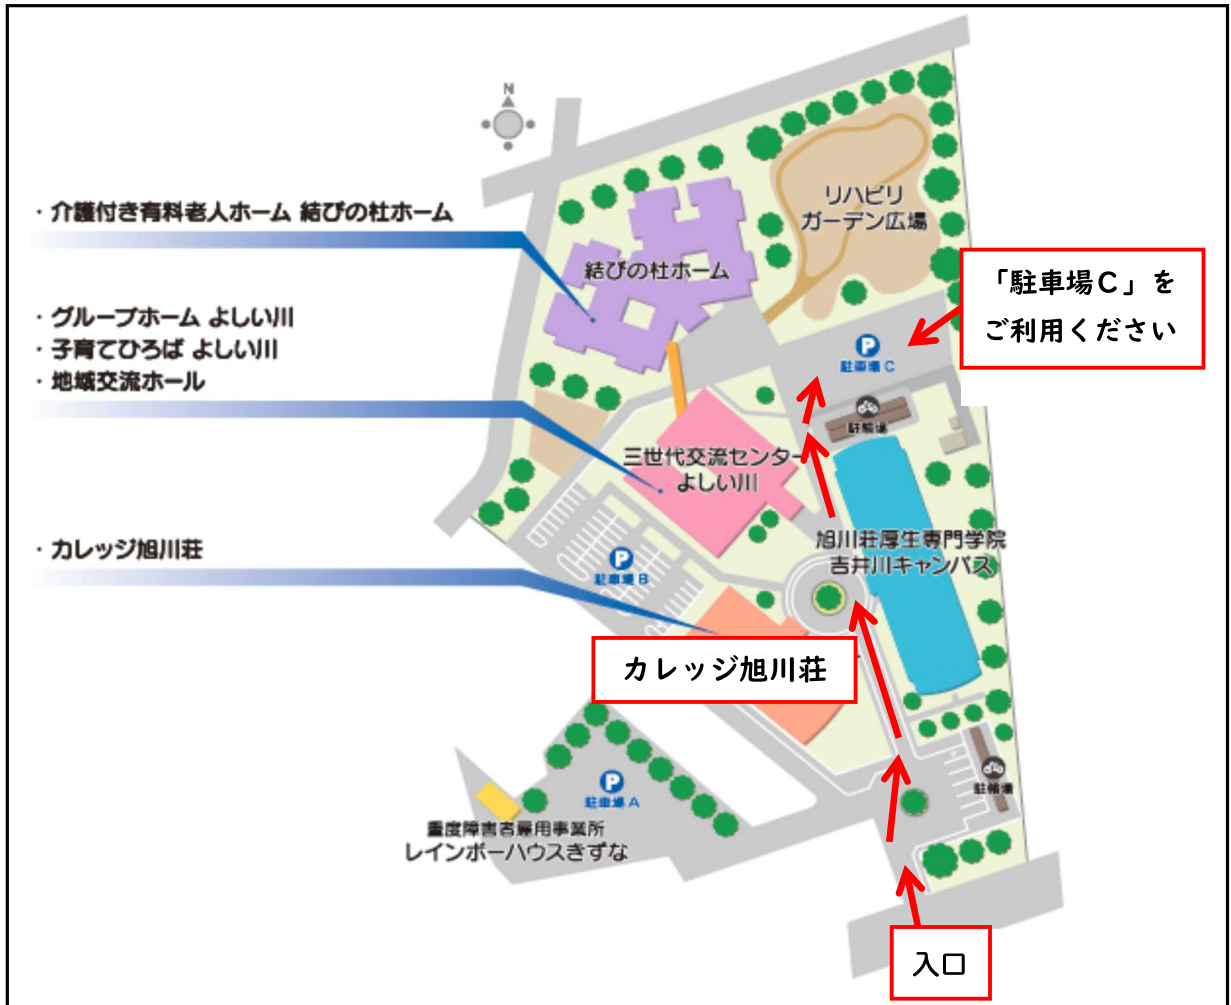 N
・介護付き有料老人ホーム 結びの杜ホーム
リハビリ
ガーデン広場
結びの杜ホーム
「駐車場C」を
ご利用ください
・グループホーム よしい川
・子育てひろば よしい川
・地域交流ホール
P
駐車場 C
駐輪場
三世代交流センター
よしい川
・カレッジ旭川荘
旭川荘厚生専門学院
吉井川キャンパス
P
駐車場 B
カレッジ旭川荘
P
駐車場 A
駐輪場
重度障害者雇用事業所
レインボーハウスきずな
入口